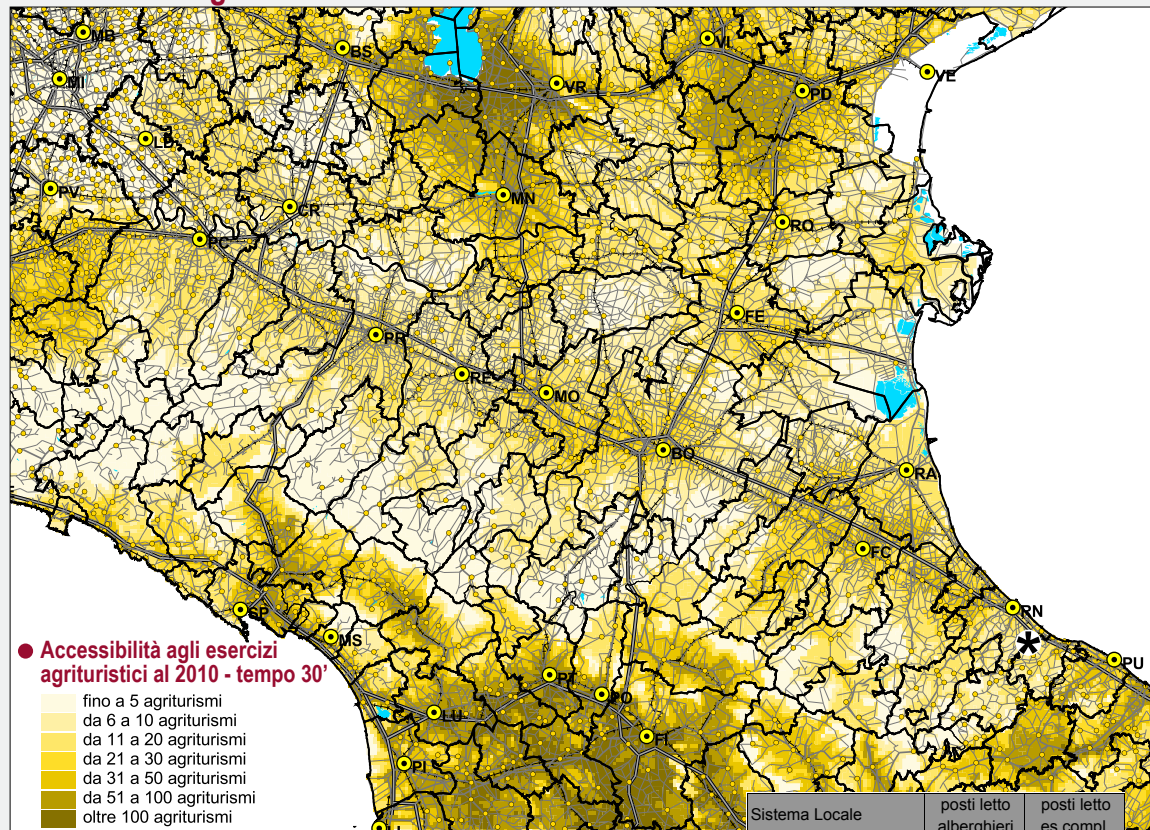 MB
MI
BS
VI
VR
PD
VE
PV
MN
CR
RO
PC
FE
PR
RE
MO
BO
RA
FC
RN
*
PU
SP
MS
PT
PO
LU
FI
PI
● Accessibilità agli esercizi
agrituristici al 2010 - tempo 30'
fino a 5 agriturismi
da 6 a 10 agriturismi
da 11 a 20 agriturismi
da 21 a 30 agriturismi
da 31 a 50 agriturismi
da 51 a 100 agriturismi
oltre 100 agriturismi
Sistema Locale
posti letto
alberghieri
posti letto
es.compl.